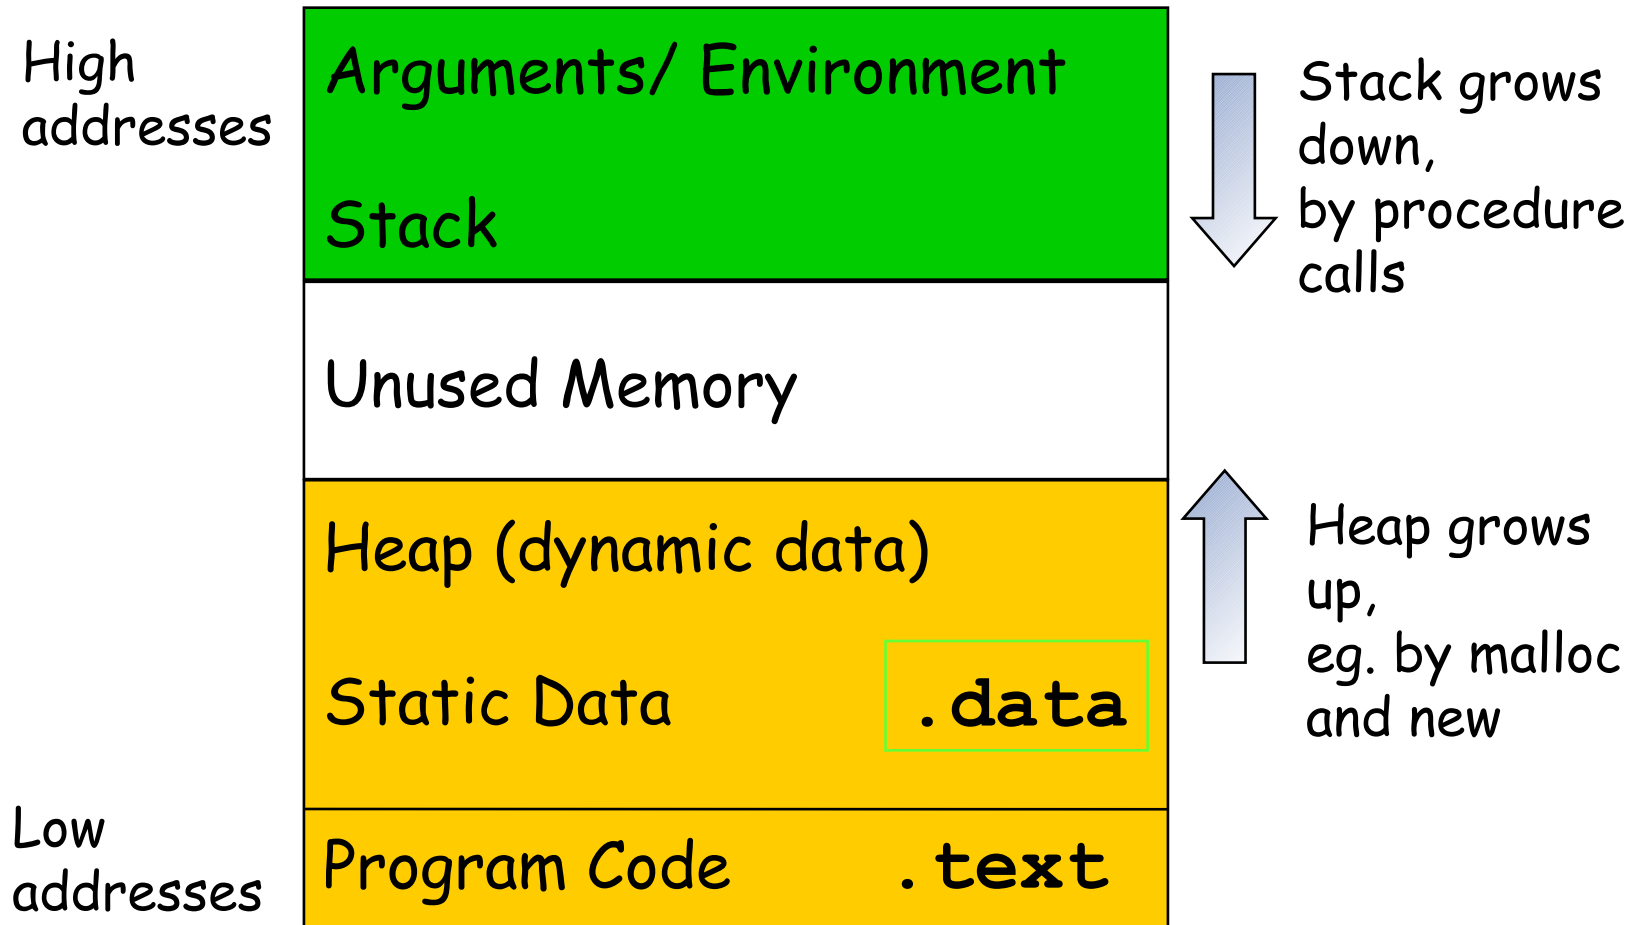 High
addresses
Arguments/ Environment
Stack
Stack grows
down,
by procedure
calls
Unused Memory
Heap (dynamic data)
Heap grows
up,
eg. by malloc
and new
Static Data .data
Low
addresses
Program Code .text